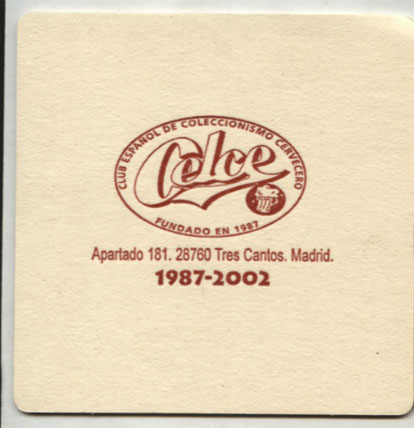 CLUB ESPAÑOL DE COLECCIONISMO CERVECERO
Celce
FUNDADO EN 1987
Apartado 181. 28760 Tres Cantos. Madrid.
1987-2002